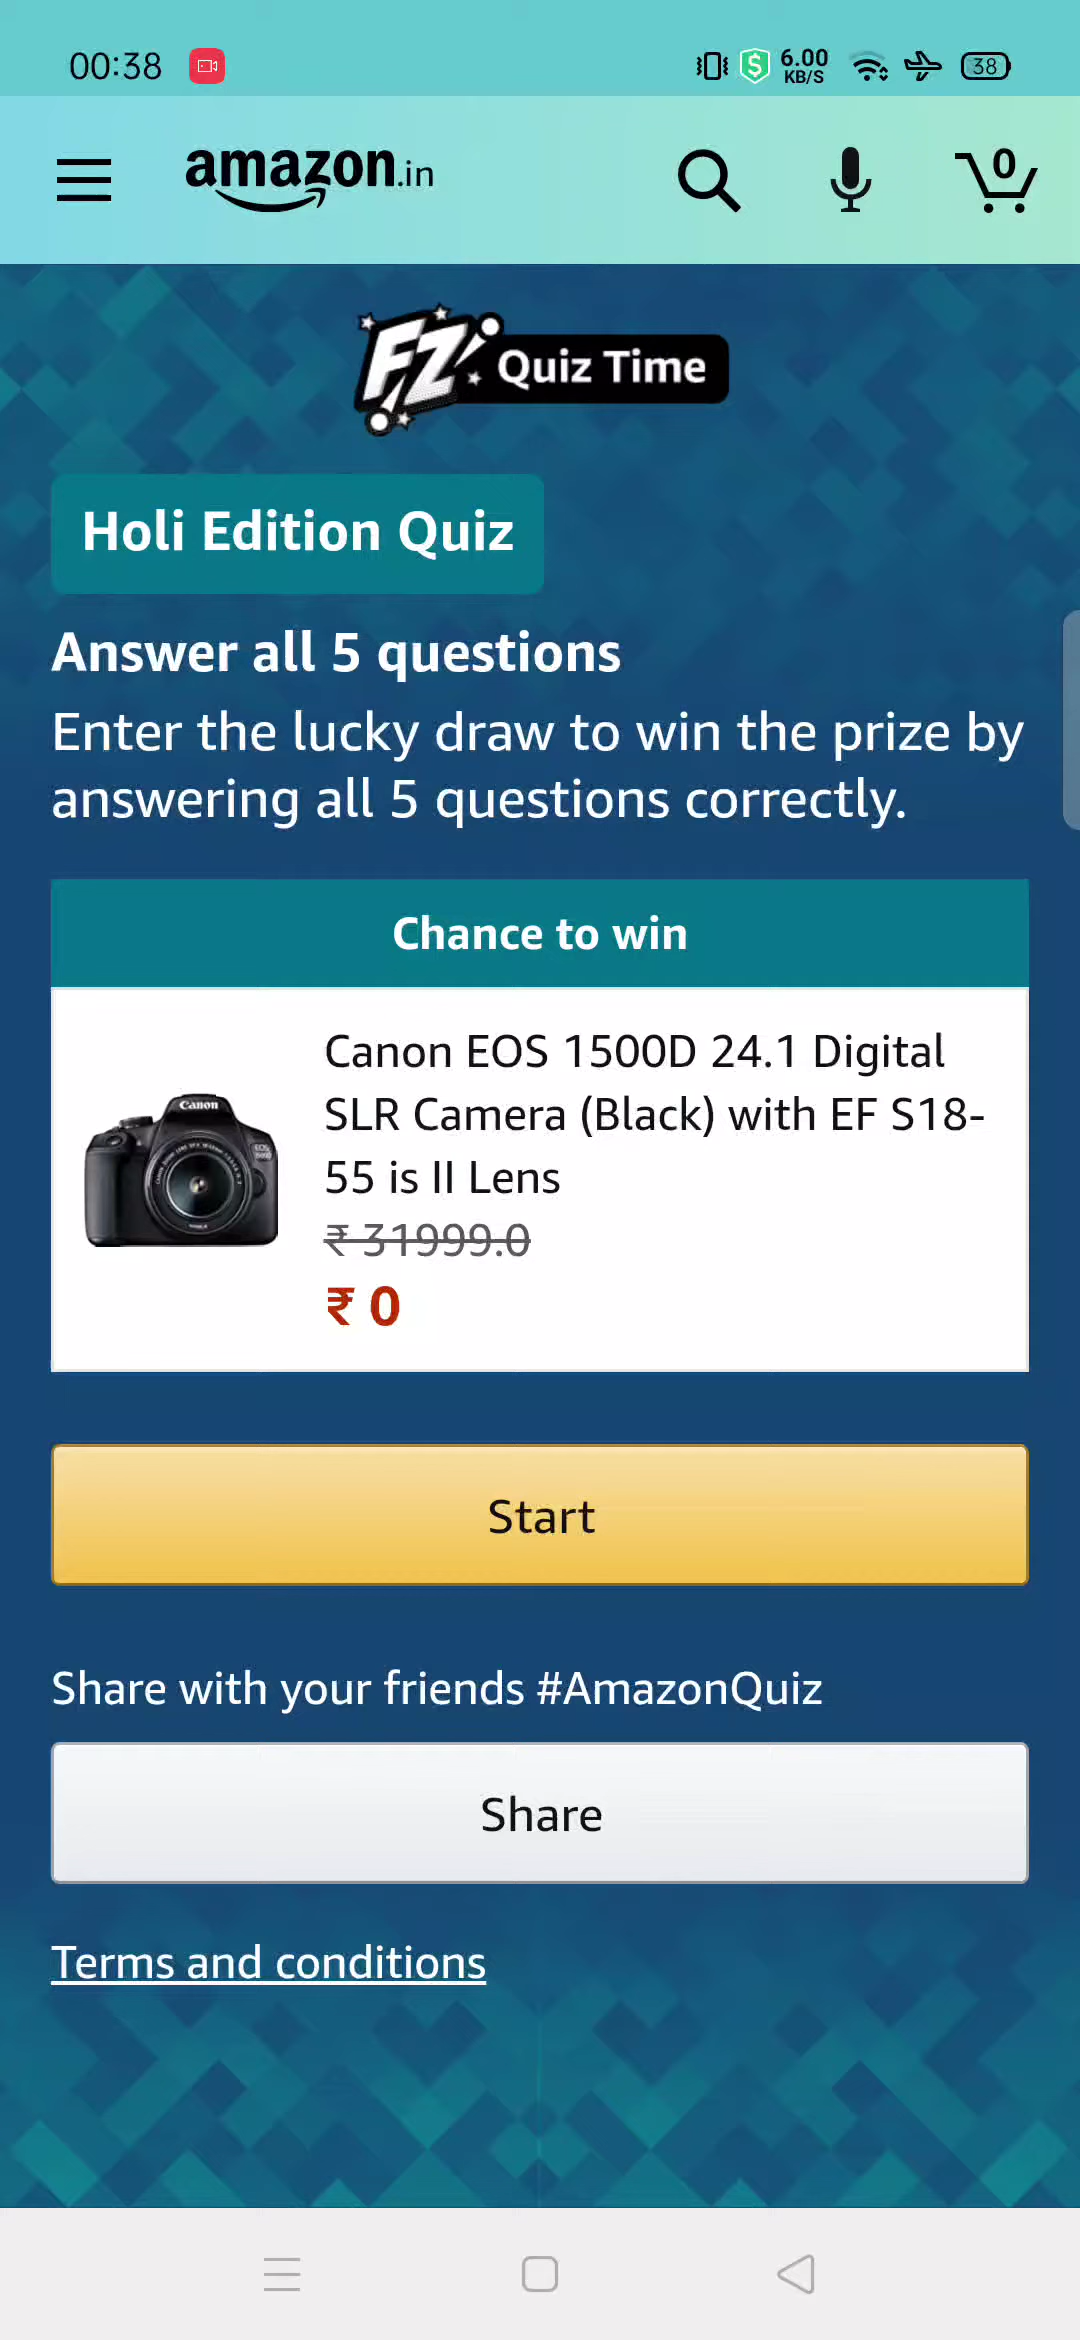 00:38
6.00
KB/S
38
amazon.in
0
FZ Quiz Time
Holi Edition Quiz
Answer all 5 questions
Enter the lucky draw to win the prize by
answering all 5 questions correctly.
Chance to win
Canon
Canon EOS 1500D 24.1 Digital
SLR Camera (Black) with EF S18-
55 is II Lens
₹ 31999.0
₹ 0
Start
Share with your friends #AmazonQuiz
Share
Terms and conditions